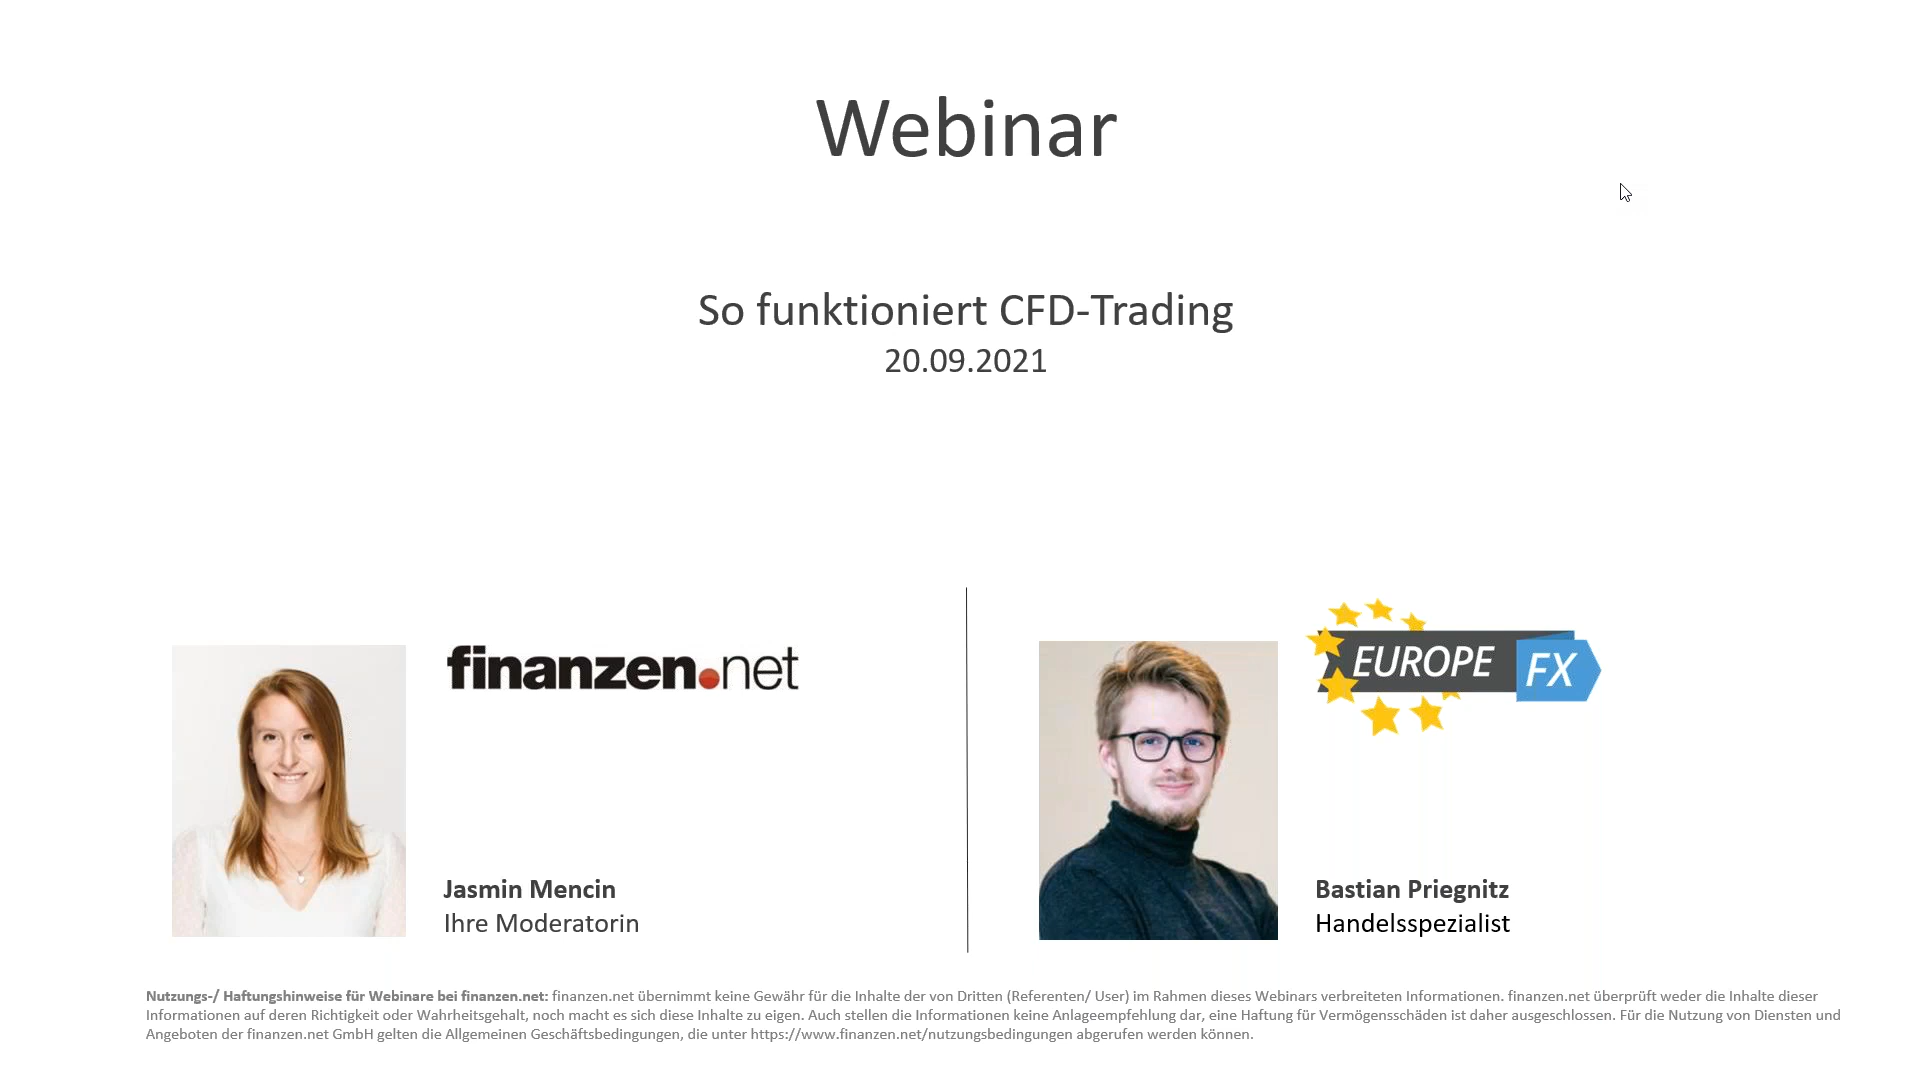 Webinar
So funktioniert CFD-Trading
20.09.2021
finanzen.net
Jasmin Mencin
Ihre Moderatorin
EUROPE FX
Bastian Priegnitz
Handelsspezialist
Nutzungs-/ Haftungshinweise für Webinare bei finanzen.net: finanzen.net übernimmt keine Gewähr für die Inhalte der von Dritten (Referenten/ User) im Rahmen dieses Webinars verbreiteten Informationen. finanzen.net überprüft weder die Inhalte dieser
Informationen auf deren Richtigkeit oder Wahrheitsgehalt, noch macht es sich diese Inhalte zu eigen. Auch stellen die Informationen keine Anlageempfehlung dar, eine Haftung für Vermögensschäden ist daher ausgeschlossen. Für die Nutzung von Diensten und
Angeboten der finanzen.net GmbH gelten die Allgemeinen Geschäftsbedingungen, die unter https://www.finanzen.net/nutzungsbedingungen abgerufen werden können.